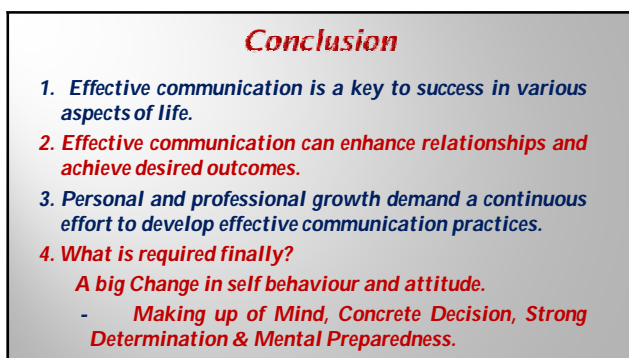 Conclusion
1. Effective communication is a key to success in various
aspects of life.
2. Effective communication can enhance relationships and
achieve desired outcomes.
3. Personal and professional growth demand a continuous
effort to develop effective communication practices.
4. What is required finally?
A big Change in self behaviour and attitude.
- Making up of Mind, Concrete Decision, Strong
Determination & Mental Preparedness.